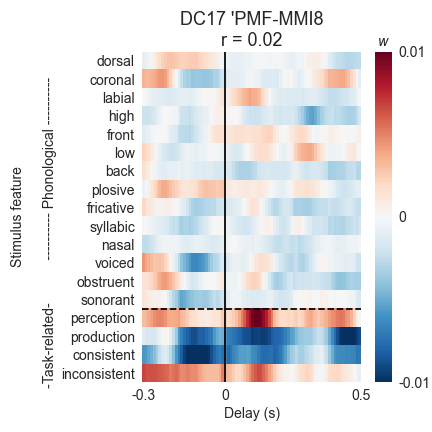 DC17 'PMF-MMI8
r = 0.02
w
Stimulus feature
---------- Phonological ----------
-Task-related-
dorsal
coronal
labial
high
front
low
back
plosive
fricative
syllabic
nasal
voiced
obstruent
sonorant
perception
production
consistent
inconsistent
-0.3
0
0.5
Delay (s)
0.01
0
-0.01